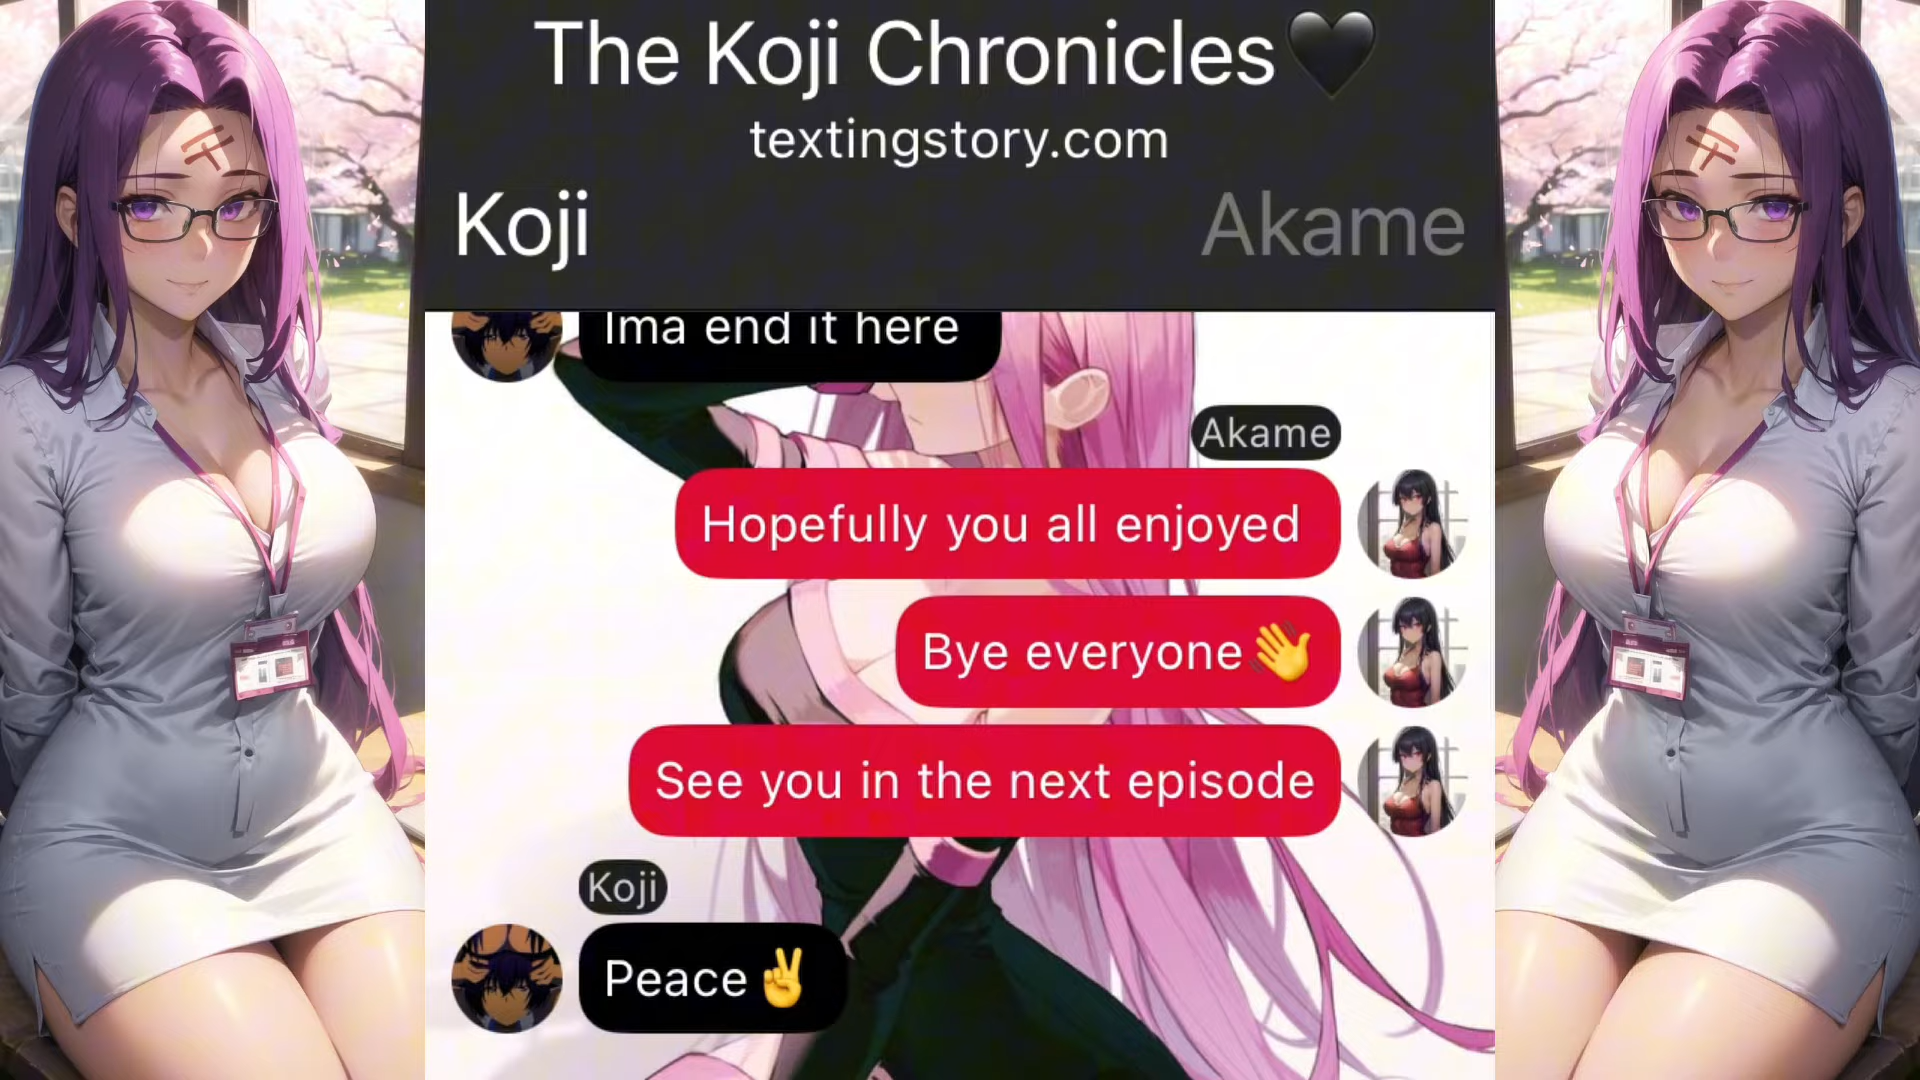 The Koji Chronicles🖤
textingstory.com
Koji
Akame
Ima end it here
Akame
Hopefully you all enjoyed
Bye everyone👋
See you in the next episode
Koji
Peace✌️